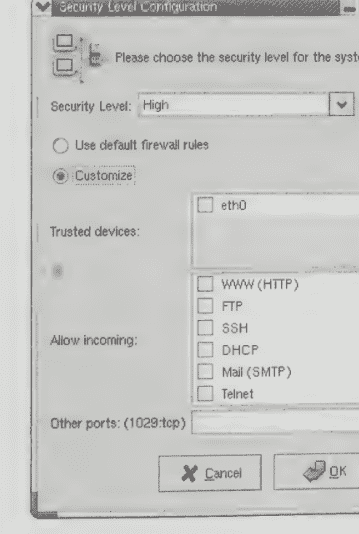 Security Level Configuration
Please choose the security level for the syst
Security Level: High
Use default firewall rules
Customize
eth0
Trusted devices:
WWW (HTTP)
FTP
SSH
Allow incoming:
DHCP
Mail (SMTP)
Telnet
Other ports: (1029:tcp)
Cancel
OK